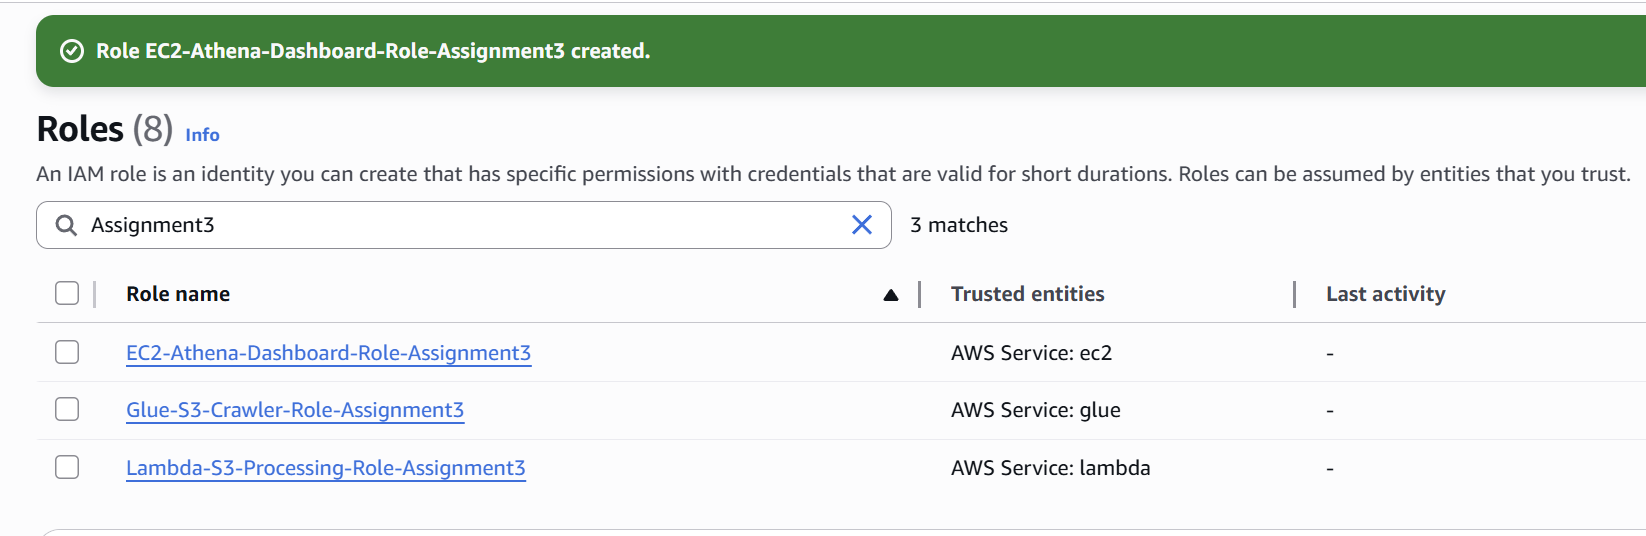 Role EC2-Athena-Dashboard-Role-Assignment3 created.
Roles (8) Info
An IAM role is an identity you can create that has specific permissions with credentials that are valid for short durations. Roles can be assumed by entities that you trust.
Assignment3 3 matches
Role name Trusted entities Last activity
EC2-Athena-Dashboard-Role-Assignment3 AWS Service: ec2 -
Glue-S3-Crawler-Role-Assignment3 AWS Service: glue -
Lambda-S3-Processing-Role-Assignment3 AWS Service: lambda -